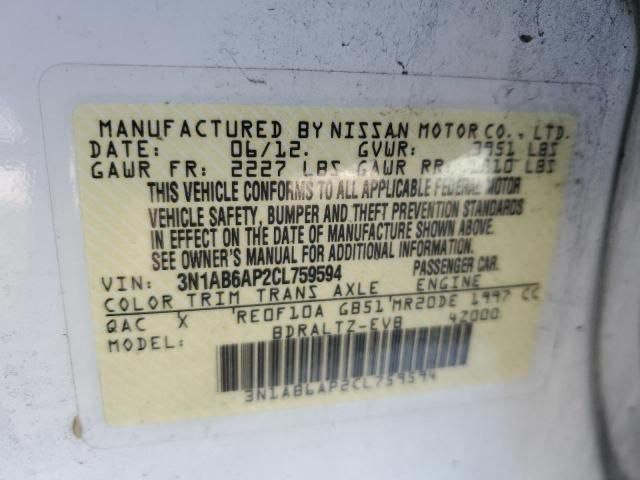 MANUFACTURED BY NISSAN MOTOR CO., LTD.
DATE: 06/12. GVWR: 3951 LBS
GAWR FR: 2227 LBS GAWR RR: LBS
THIS VEHICLE CONFORMS TO ALL APPLICABLE FEDERAL MOTOR
VEHICLE SAFETY, BUMPER AND THEFT PREVENTION STANDARDS
IN EFFECT ON THE DATE OF MANUFACTURE SHOWN ABOVE.
SEE OWNER'S MANUAL FOR ADDITIONAL INFORMATION.
VIN: 3N1AB6AP2CL759594 PASSENGER CAR.
COLOR TRIM TRANS AXLE ENGINE
QAC X RE0F10A GB51 MR20DE 1997 CC
MODEL: BDRALTZ-EVB 4Z000
3N1AB6AP2CL759594